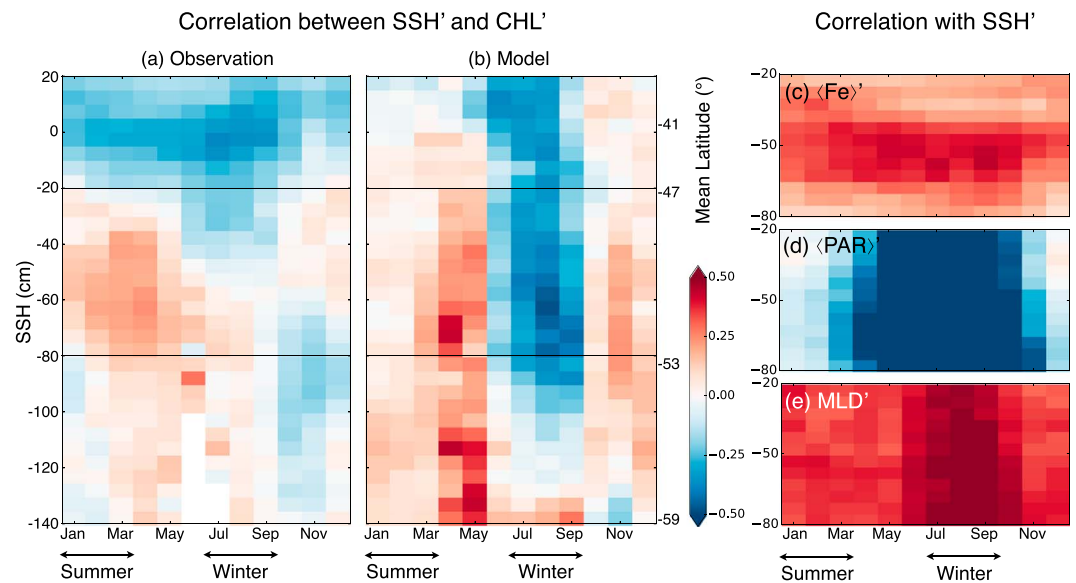 Correlation between SSH' and CHL'
Correlation with SSH'
(a) Observation
(b) Model
SSH (cm)
20
0
-20
-40
-60
-80
-100
-120
-140
Jan Mar May Jul Sep Nov
Summer Winter
Jan Mar May Jul Sep Nov
Summer Winter
Mean Latitude (°)
-41
-47
-53
-59
0.50
0.25
0.00
−0.25
−0.50
(c) ⟨Fe⟩'
−20
−50
−80
(d) ⟨PAR⟩'
−20
−50
−80
(e) MLD'
−20
−50
−80
Jan Mar May Jul Sep Nov
Summer Winter